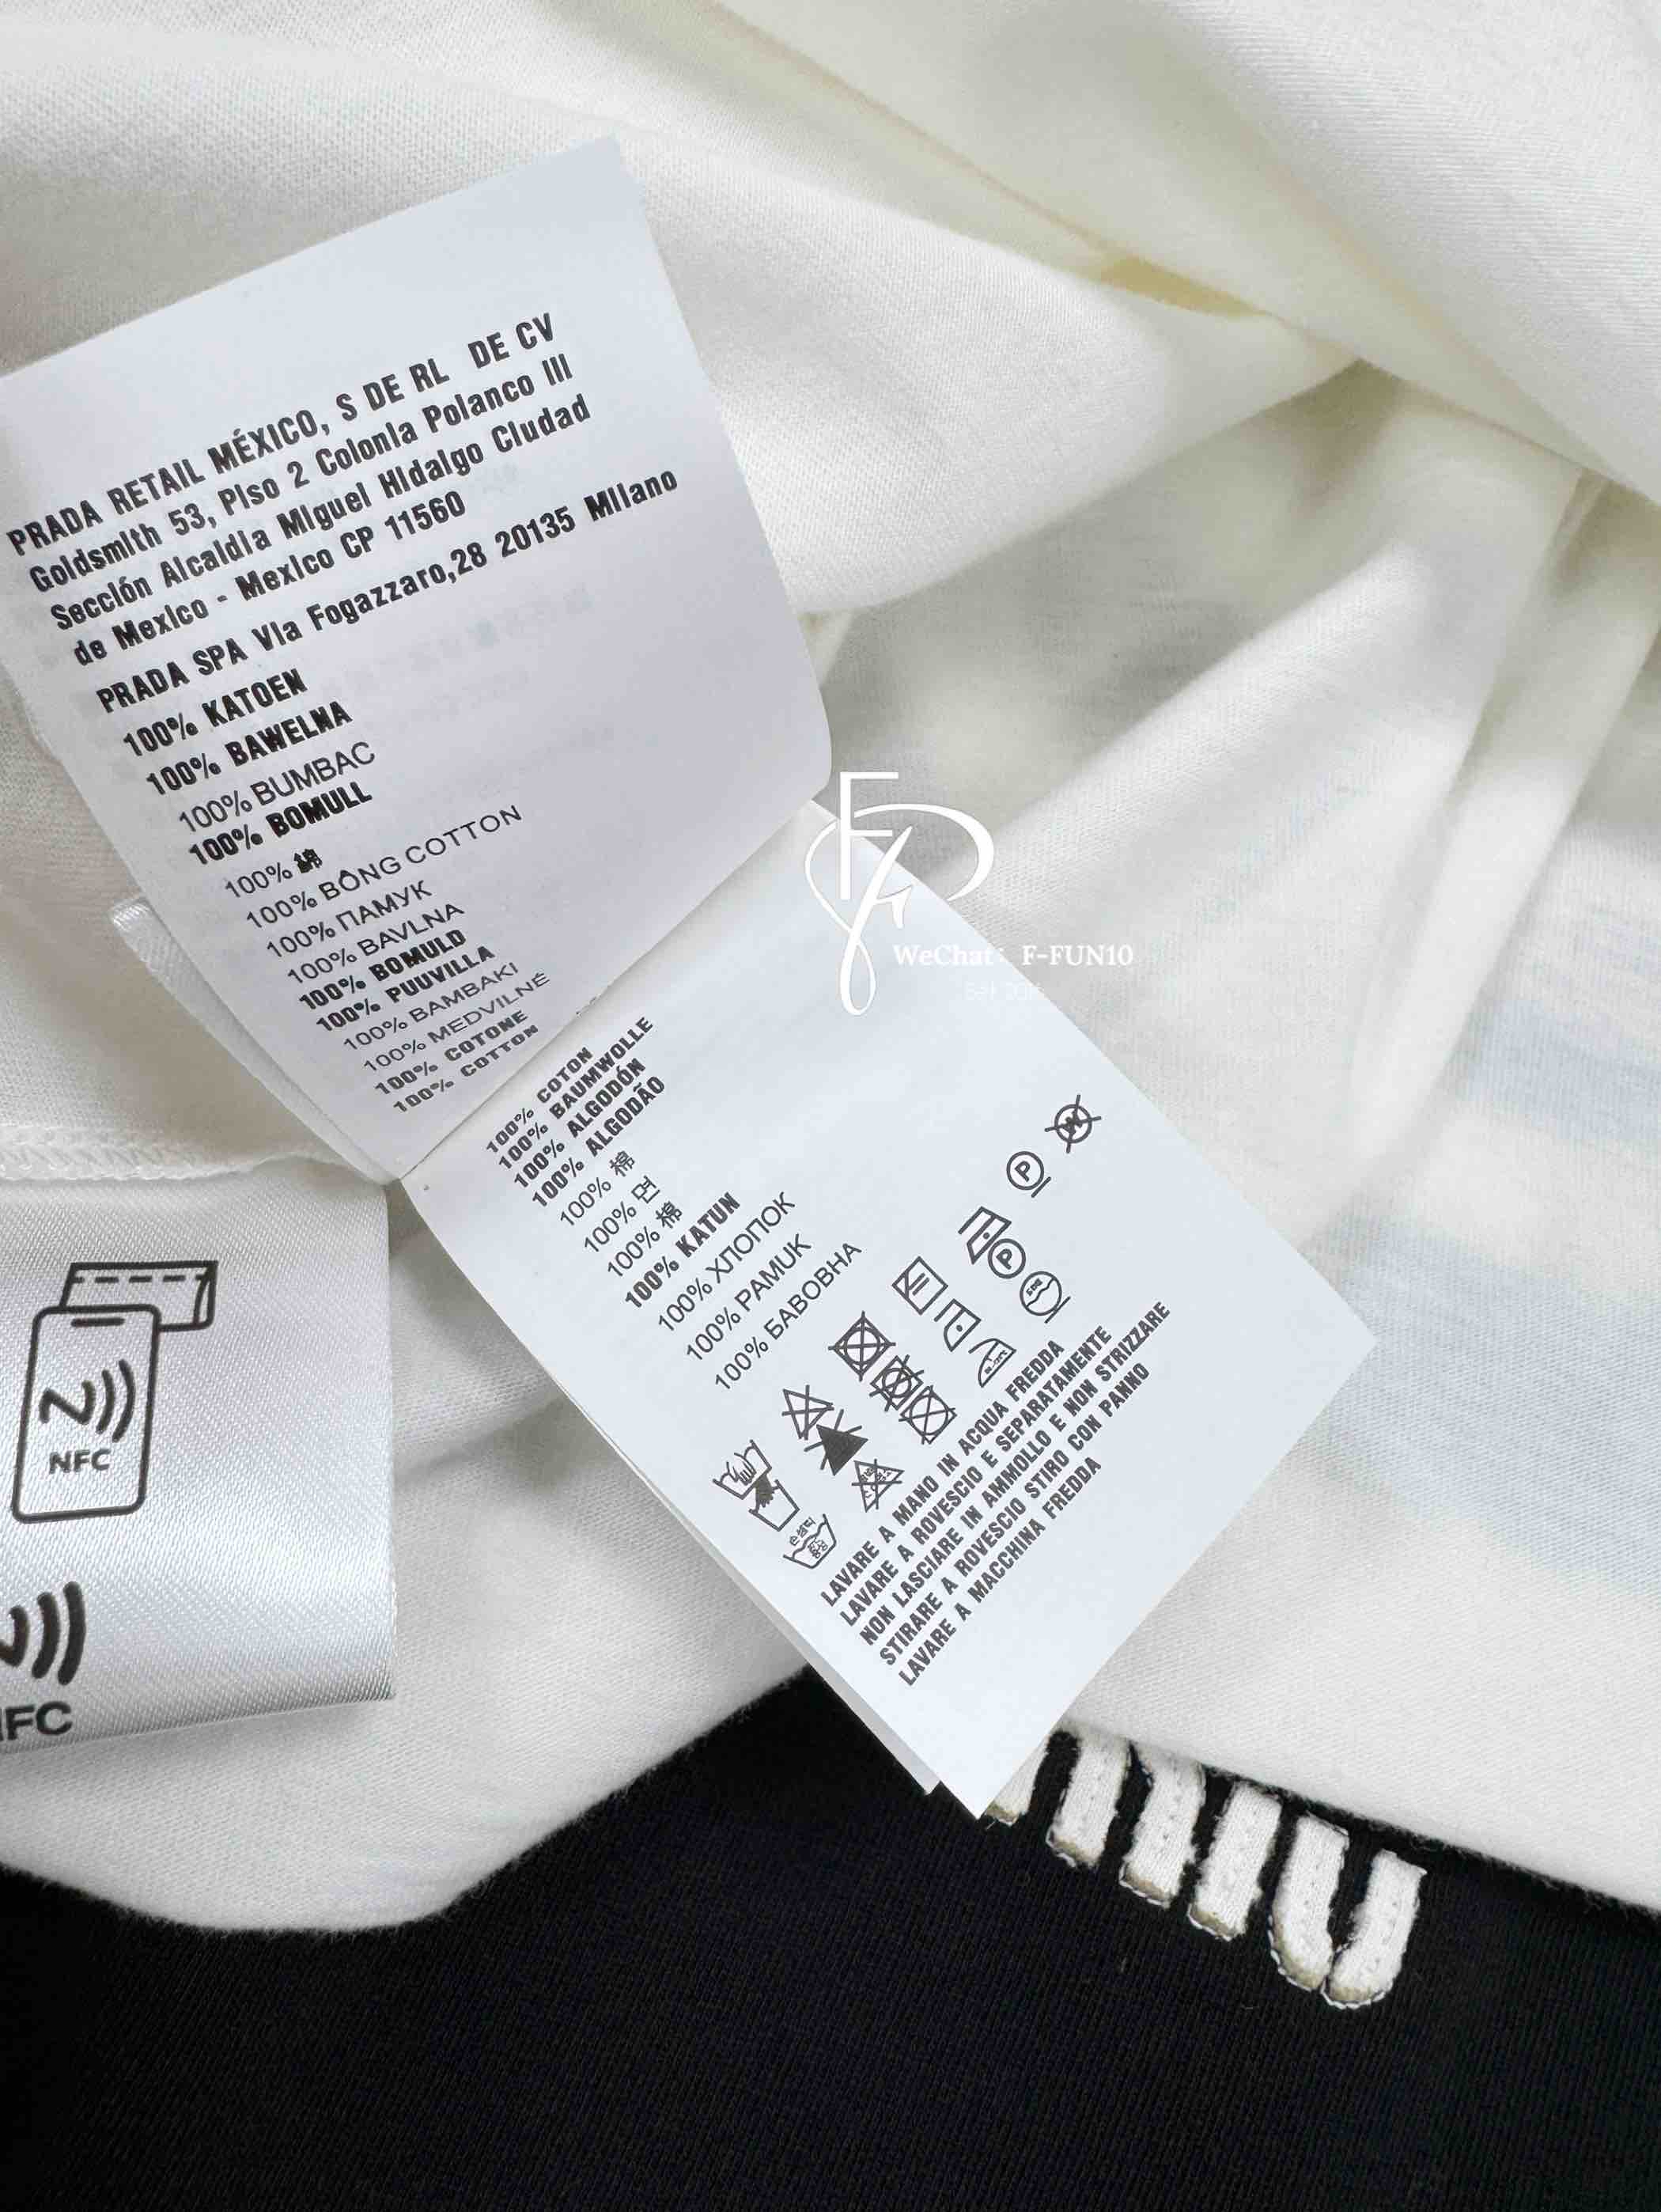 PRADA RETAIL MÉXICO, S DE RL DE CV
Goldsmith 53, Piso 2 Colonia Polanco III
Sección Alcaldia Miguel Hidalgo Ciudad
de Mexico - Mexico CP 11560
PRADA SPA Via Fogazzaro,28 20135 Milano
100% KATOEN
100% BAWELNA
100% BUMBAC
100% BOMULL
100% 綿
100% BÔNG COTTON
100% ПАМУК
100% BAVLNA
100% BOMULD
100% PUUVILLA
100% BAMBAKI
100% MEDVILNÉ
100% COTONE
100% COTTON
100% COTON
100% BAUMWOLLE
100% ALGODÓN
100% ALGODÃO
100% 棉
100% 면
100% 棉
100% KATUN
100% ХЛОПОК
100% PAMUK
100% БАВОВНА
P
W
P
손세탁
LAVARE A MANO IN ACQUA FREDDA
LAVARE A ROVESCIO E SEPARATAMENTE
NON LASCIARE IN AMMOLLO E NON STRIZZARE
STIRARE A ROVESCIO STIRO CON PANNO
LAVARE A MACCHINA FREDDA
NFC
NFC
WeChat: F-FUN10